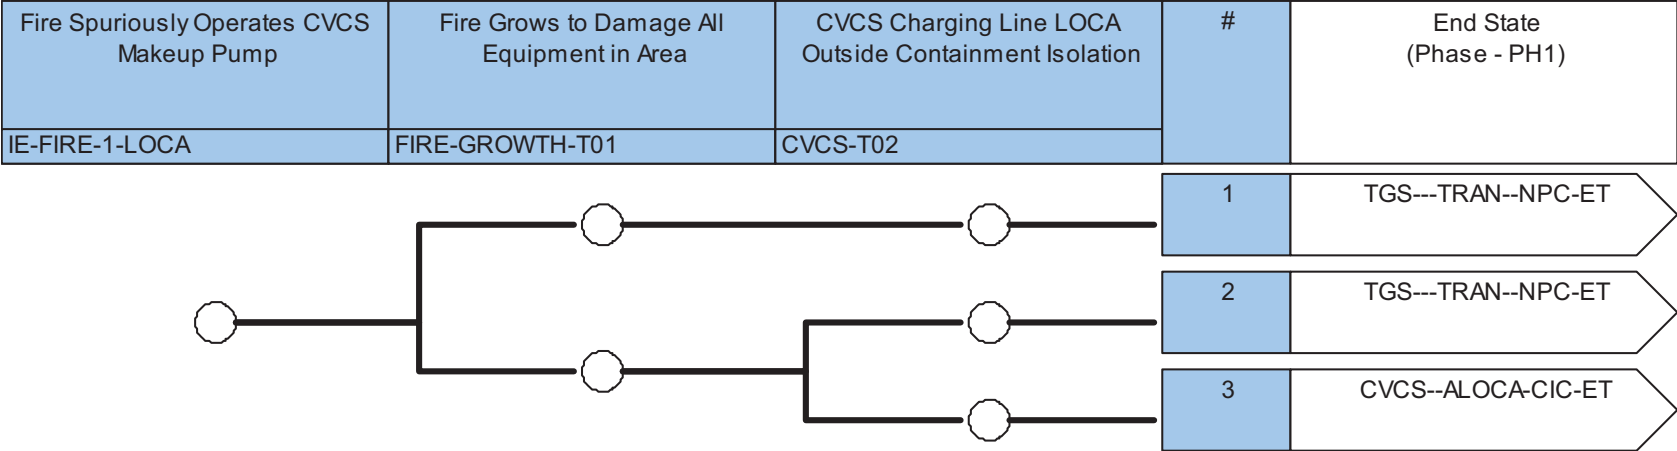 Fire Spuriously Operates CVCS
Makeup Pump
Fire Grows to Damage All
Equipment in Area
CVCS Charging Line LOCA
Outside Containment Isolation
#
End State
(Phase - PH1)
IE-FIRE-1-LOCA
FIRE-GROWTH-T01
CVCS-T02
1
TGS---TRAN--NPC-ET
2
TGS---TRAN--NPC-ET
3
CVCS--ALOCA-CIC-ET